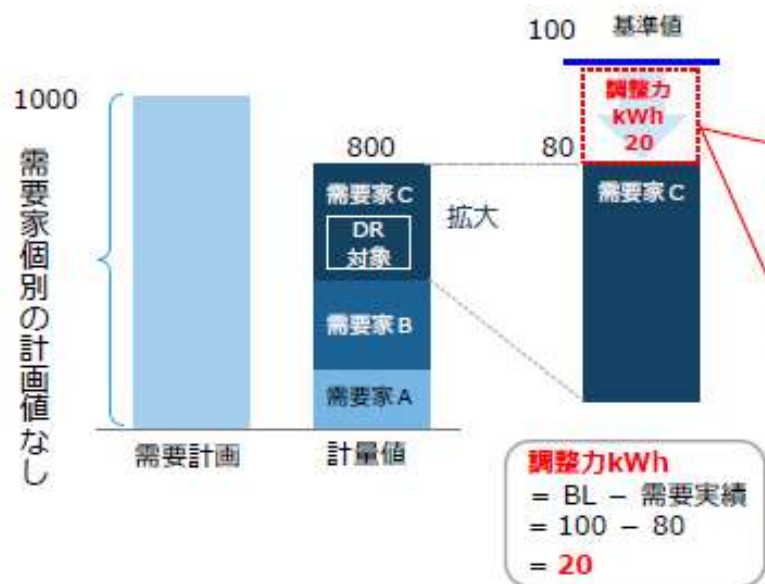 100 基準値
1000
調整力
kWh
20
800
80
需要家個別の計画値なし
需要家C
DR
対象
拡大
需要家C
需要家B
需要家A
需要計画
計量値
調整力kWh
= BL － 需要実績
= 100 － 80
= 20